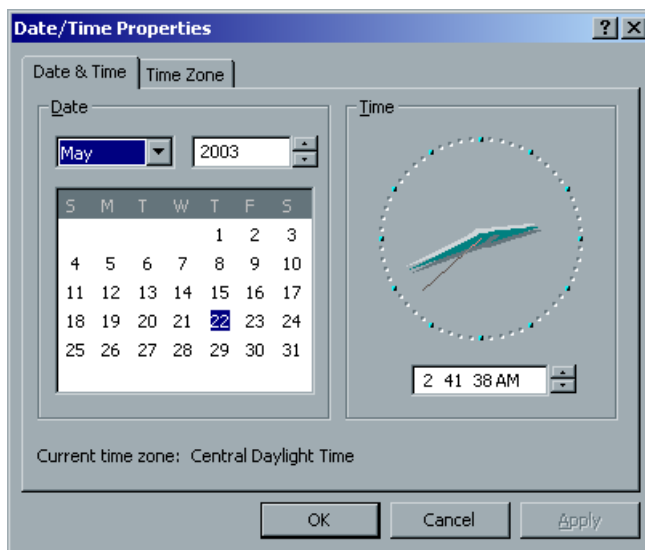 Date/Time Properties
Date & Time Time Zone
Date
May 2003
S M T W T F S
1 2 3
4 5 6 7 8 9 10
11 12 13 14 15 16 17
18 19 20 21 22 23 24
25 26 27 28 29 30 31
Time
2 41 38 AM
Current time zone: Central Daylight Time
OK Cancel Apply